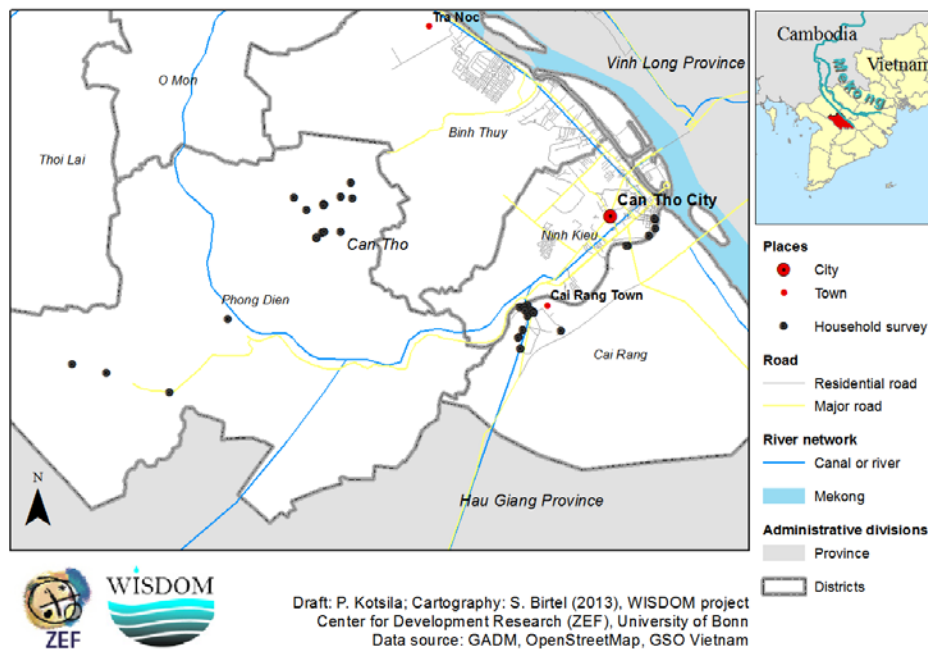 Tra Noc
O Mon
Vinh Long Province
Binh Thuy
Thoi Lai
Can Tho City
Ninh Kieu
Can Tho
Phong Dien
Cai Rang Town
Cai Rang
Hau Giang Province
N
Cambodia
Vietnam
Mekong
Places
City
Town
Household survey
Road
Residential road
Major road
River network
Canal or river
Mekong
Administrative divisions
Province
Districts
ZEF
WISDOM
Draft: P. Kotsila; Cartography: S. Birtel (2013), WISDOM project
Center for Development Research (ZEF), University of Bonn
Data source: GADM, OpenStreetMap, GSO Vietnam